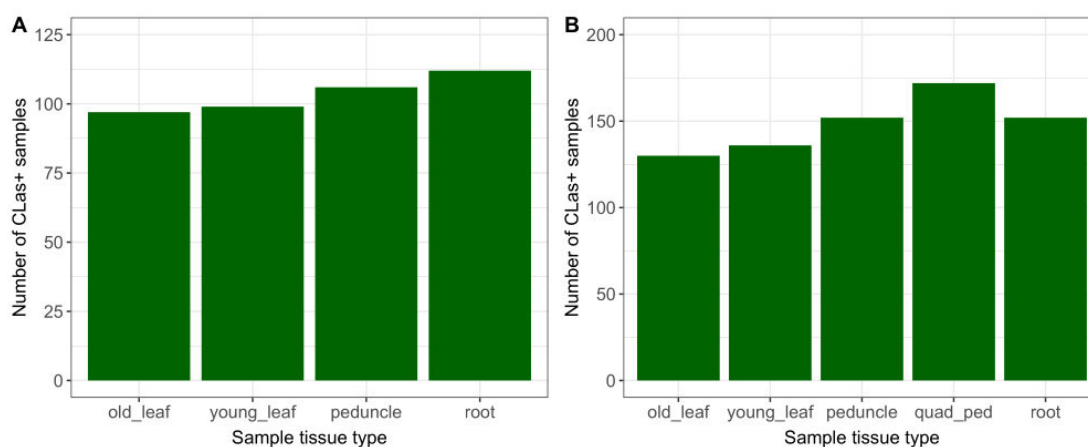 A
Number of CLas+ samples
125
100
75
50
25
0
old_leaf young_leaf peduncle root
Sample tissue type
B
Number of CLas+ samples
200
150
100
50
0
old_leaf young_leaf peduncle quad_ped root
Sample tissue type